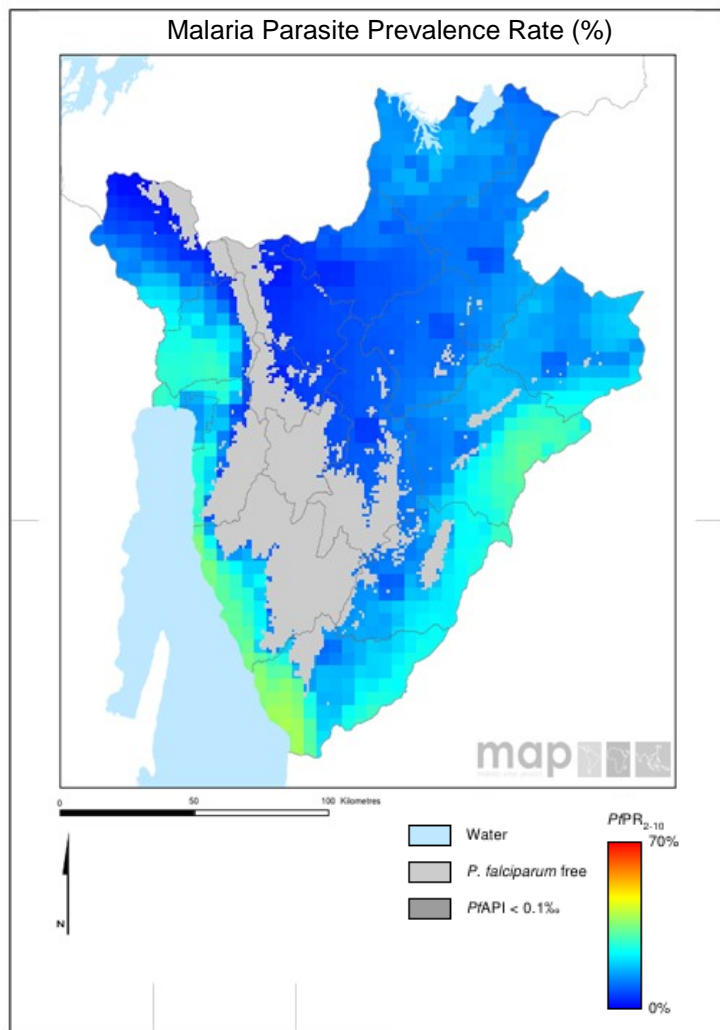 Malaria Parasite Prevalence Rate (%)
map
0 50 100 Kilometres
N
Water
P. falciparum free
PfAPI < 0.1‰
PfPR2-10
70%
0%